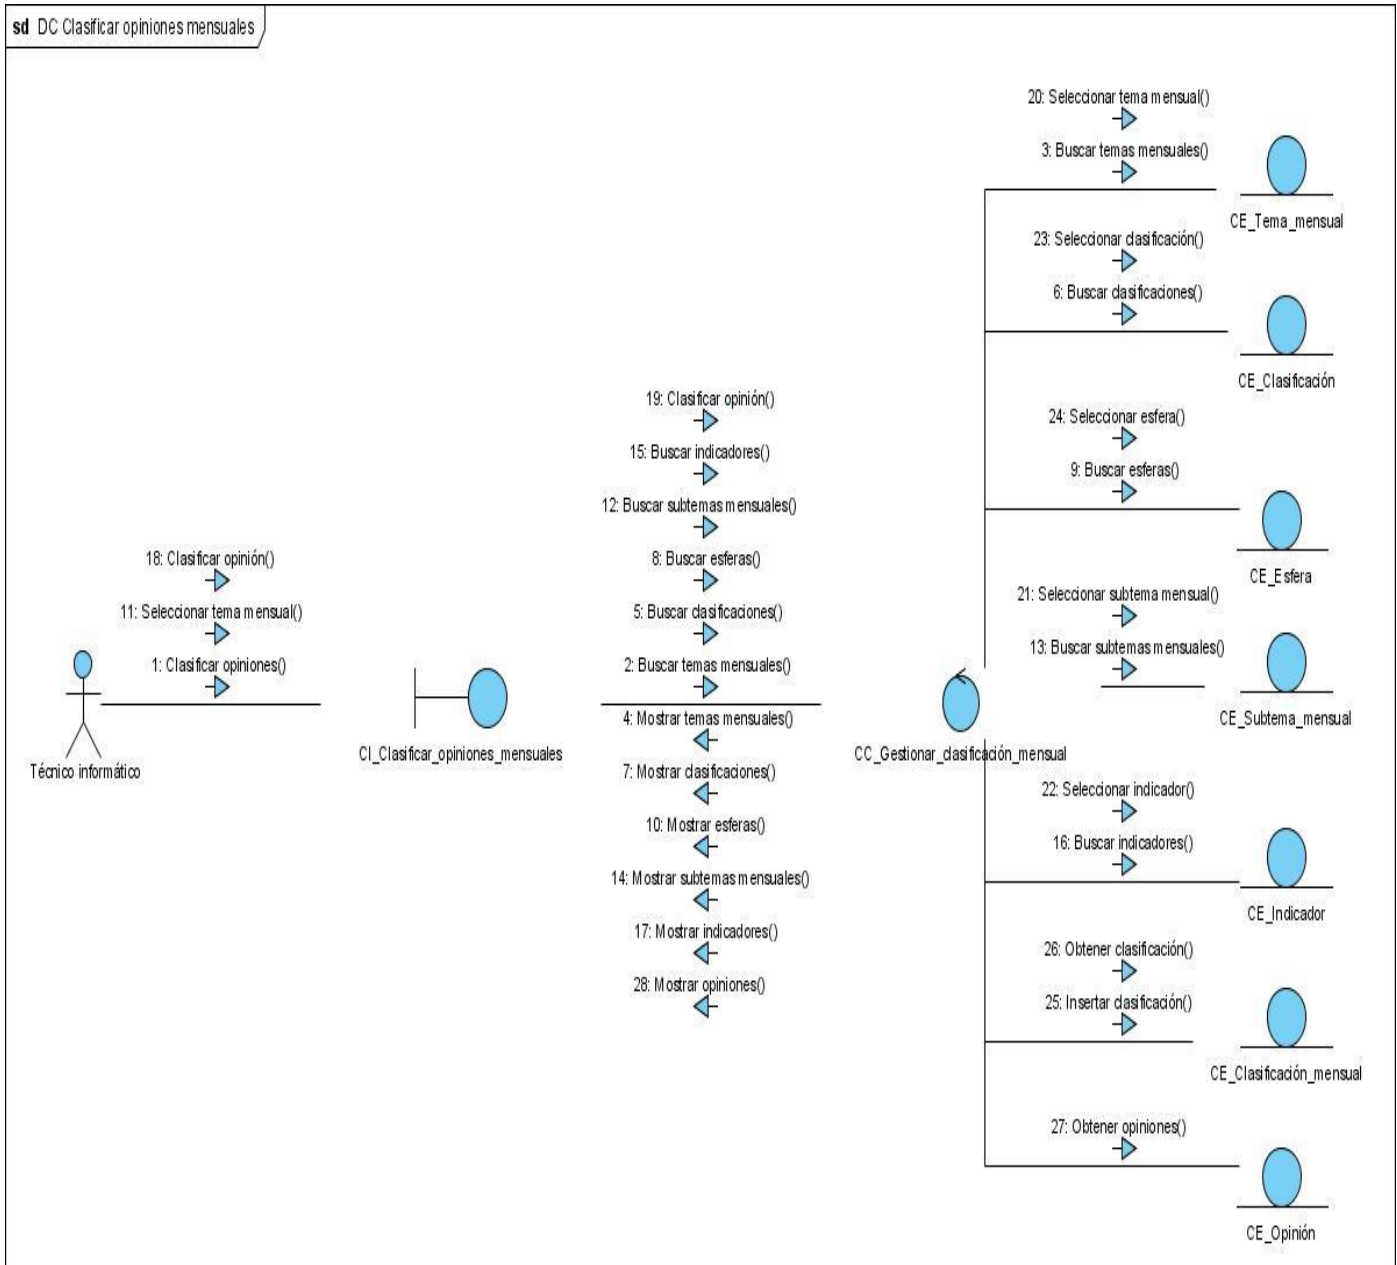 sd DC Clasificar opiniones mensuales
20: Seleccionar tema mensual()
3: Buscar temas mensuales()
CE_Tema_mensual
23: Seleccionar clasificación()
6: Buscar clasificaciones()
CE_Clasificación
24: Seleccionar esfera()
9: Buscar esferas()
CE_Esfera
21: Seleccionar subtema mensual()
13: Buscar subtemas mensuales()
CE_Subtema_mensual
19: Clasificar opinión()
15: Buscar indicadores()
12: Buscar subtemas mensuales()
8: Buscar esferas()
5: Buscar clasificaciones()
2: Buscar temas mensuales()
18: Clasificar opinión()
11: Seleccionar tema mensual()
1: Clasificar opiniones()
Técnico informático
CI_Clasificar_opiniones_mensuales
4: Mostrar temas mensuales()
7: Mostrar clasificaciones()
10: Mostrar esferas()
14: Mostrar subtemas mensuales()
17: Mostrar indicadores()
28: Mostrar opiniones()
CC_Gestionar_clasificación_mensual
22: Seleccionar indicador()
16: Buscar indicadores()
CE_Indicador
26: Obtener clasificación()
25: Insertar clasificación()
CE_Clasificación_mensual
27: Obtener opiniones()
CE_Opinión